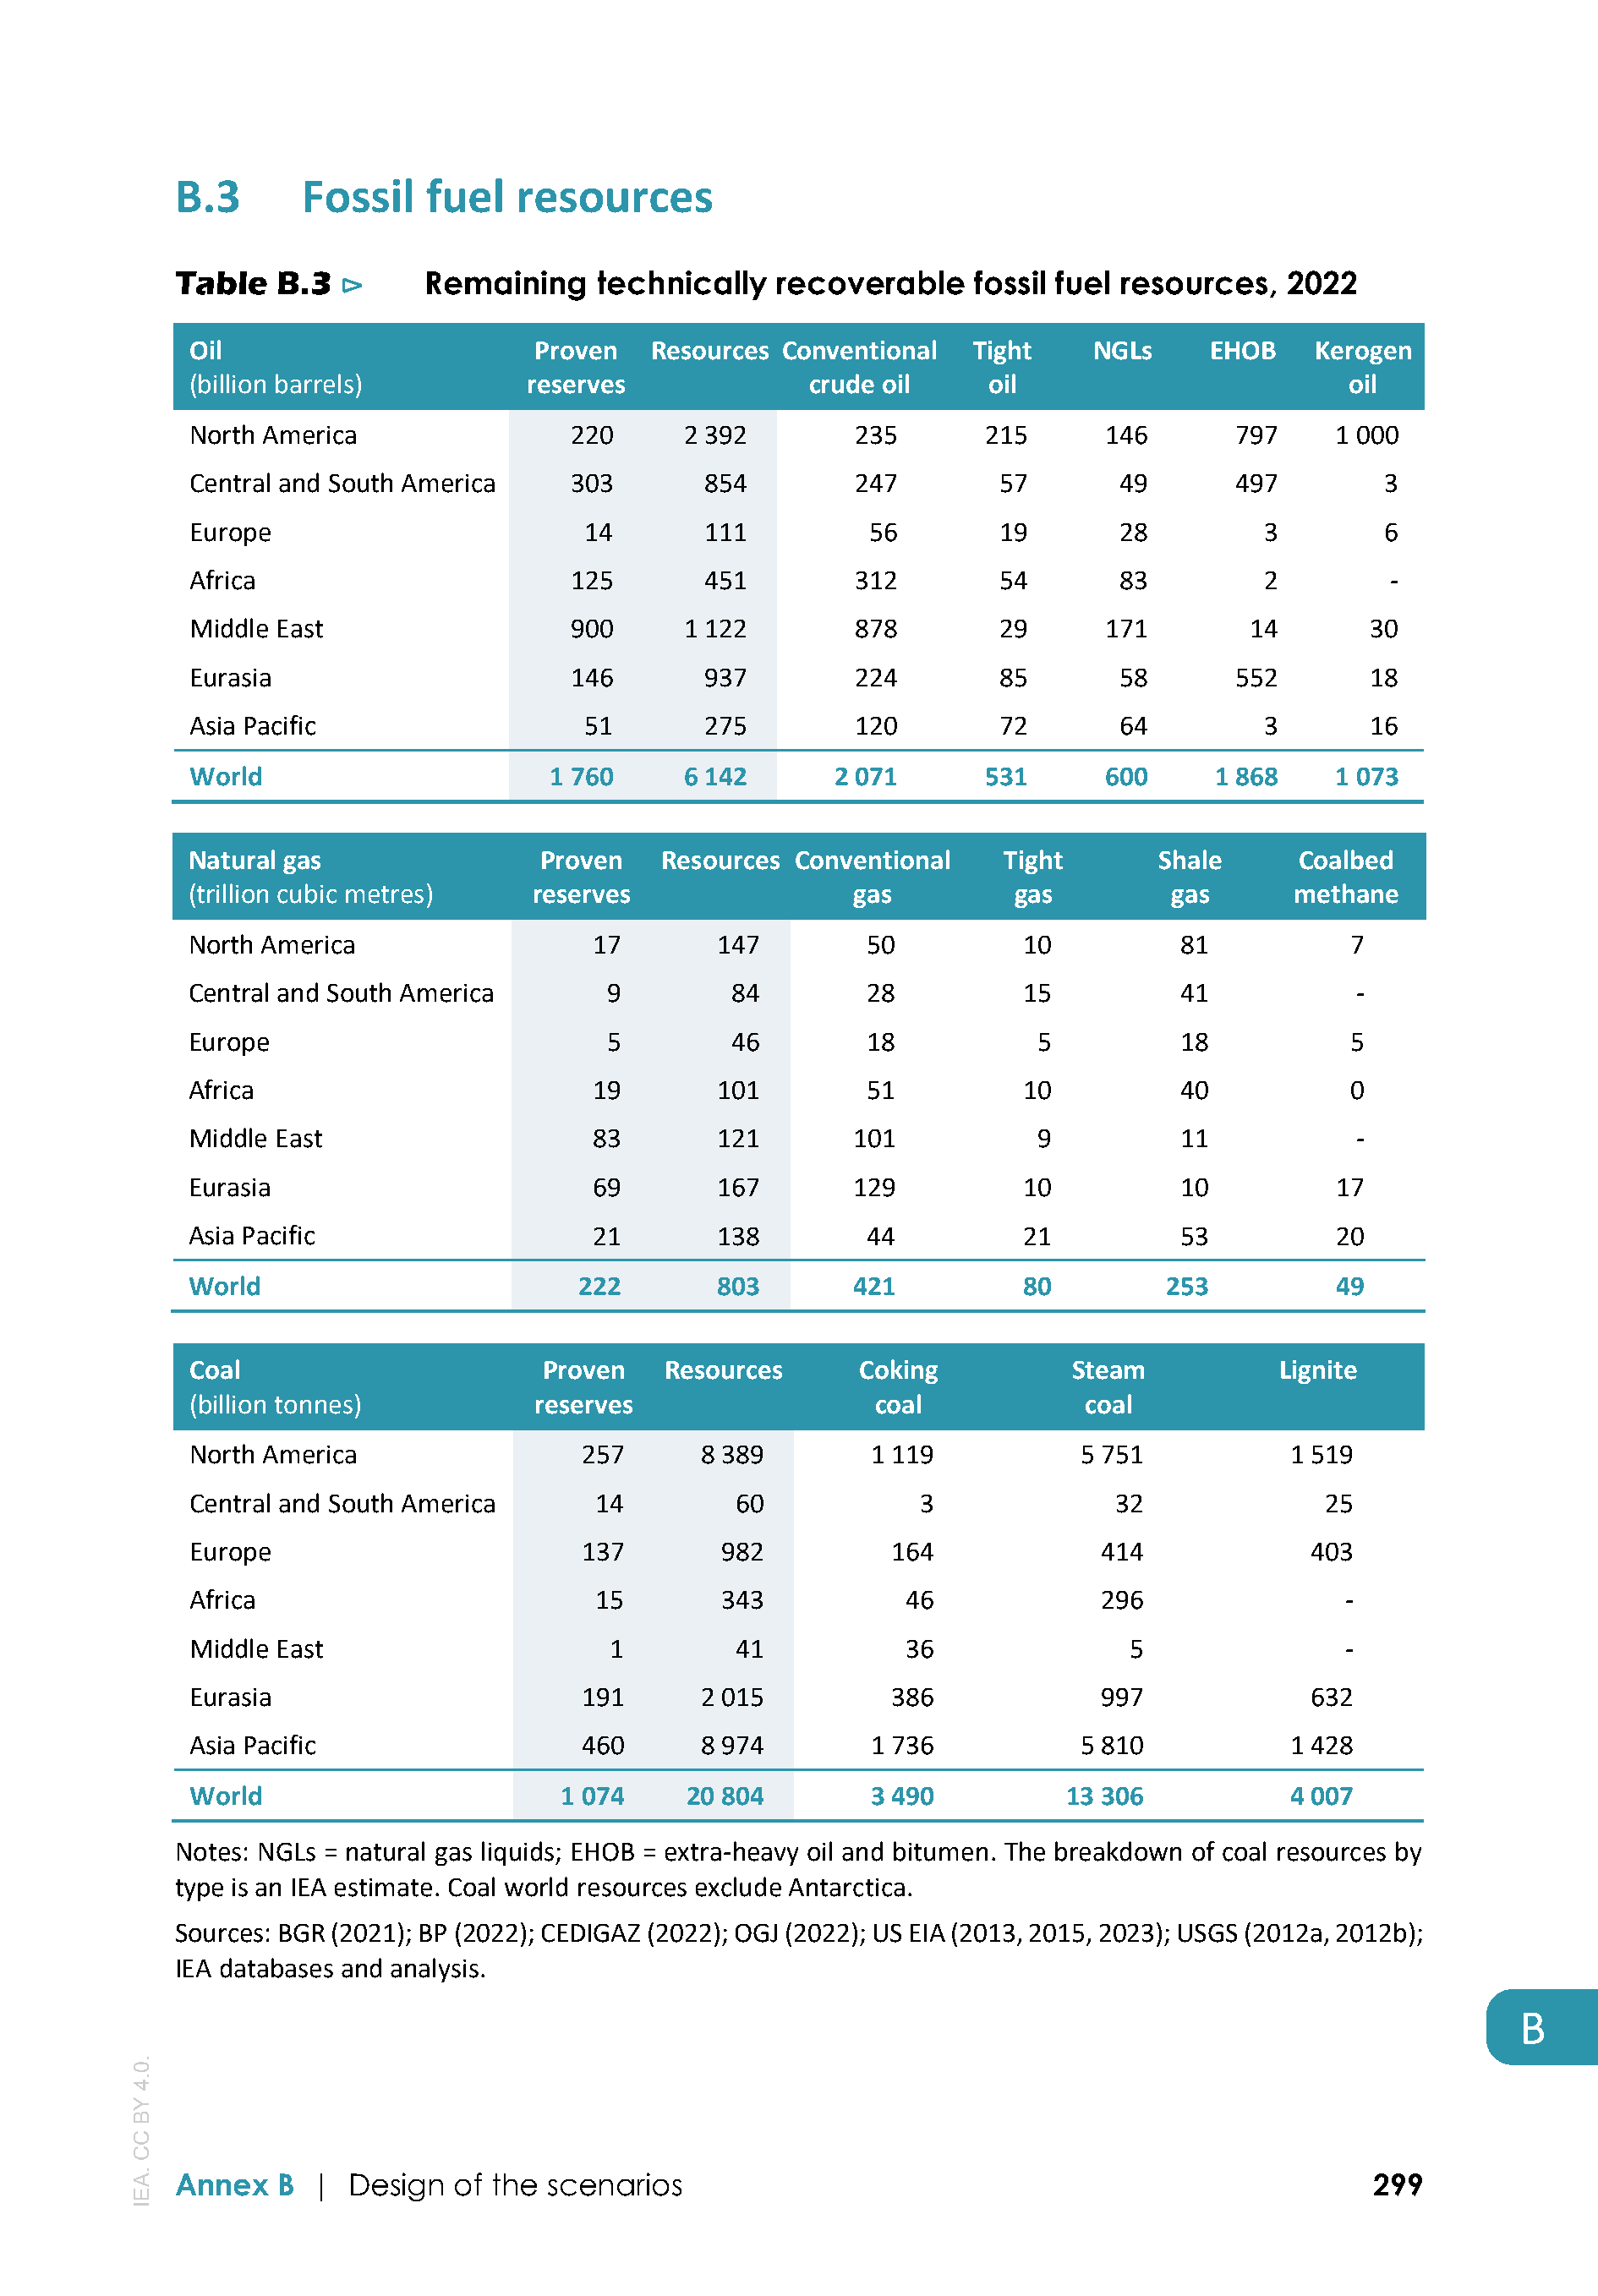 B.3 Fossil fuel resources
Table B.3 ⊳ Remaining technically recoverable fossil fuel resources, 2022
Oil Proven Resources Conventional Tight NGLs EHOB Kerogen
(billion barrels) reserves crude oil oil oil
North America 220 2 392 235 215 146 797 1 000
Central and South America 303 854 247 57 49 497 3
Europe 14 111 56 19 28 3 6
Africa 125 451 312 54 83 2 -
Middle East 900 1 122 878 29 171 14 30
Eurasia 146 937 224 85 58 552 18
Asia Pacific 51 275 120 72 64 3 16
World 1 760 6 142 2 071 531 600 1 868 1 073
Natural gas Proven Resources Conventional Tight Shale Coalbed
(trillion cubic metres) reserves gas gas gas methane
North America 17 147 50 10 81 7
Central and South America 9 84 28 15 41 -
Europe 5 46 18 5 18 5
Africa 19 101 51 10 40 0
Middle East 83 121 101 9 11 -
Eurasia 69 167 129 10 10 17
Asia Pacific 21 138 44 21 53 20
World 222 803 421 80 253 49
Coal Proven Resources Coking Steam Lignite
(billion tonnes) reserves coal coal
North America 257 8 389 1 119 5 751 1 519
Central and South America 14 60 3 32 25
Europe 137 982 164 414 403
Africa 15 343 46 296 -
Middle East 1 41 36 5 -
Eurasia 191 2 015 386 997 632
Asia Pacific 460 8 974 1 736 5 810 1 428
World 1 074 20 804 3 490 13 306 4 007
Notes: NGLs = natural gas liquids; EHOB = extra-heavy oil and bitumen. The breakdown of coal resources by
type is an IEA estimate. Coal world resources exclude Antarctica.
Sources: BGR (2021); BP (2022); CEDIGAZ (2022); OGJ (2022); US EIA (2013, 2015, 2023); USGS (2012a, 2012b);
IEA databases and analysis.
B
IEA. CC BY 4.0.
Annex B | Design of the scenarios 299